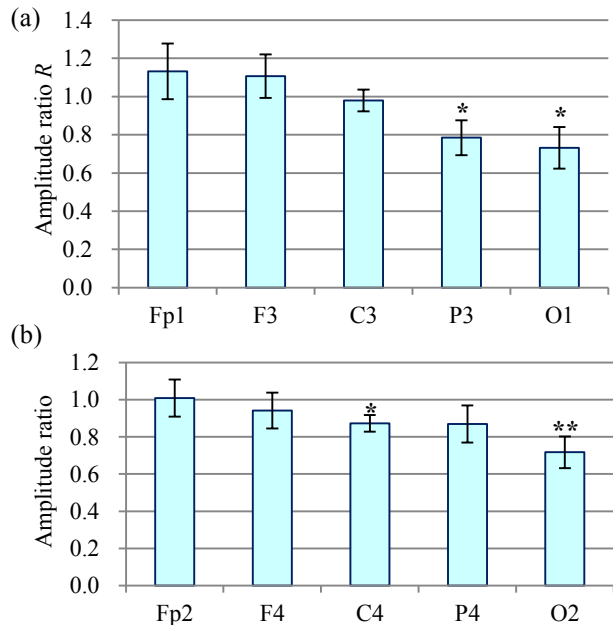 (a)
Amplitude ratio R
1.4
1.2
1.0
0.8
0.6
0.4
0.2
0.0
* *
Fp1 F3 C3 P3 O1
(b)
Amplitude ratio
1.2
1.0
0.8
0.6
0.4
0.2
0.0
* **
Fp2 F4 C4 P4 O2